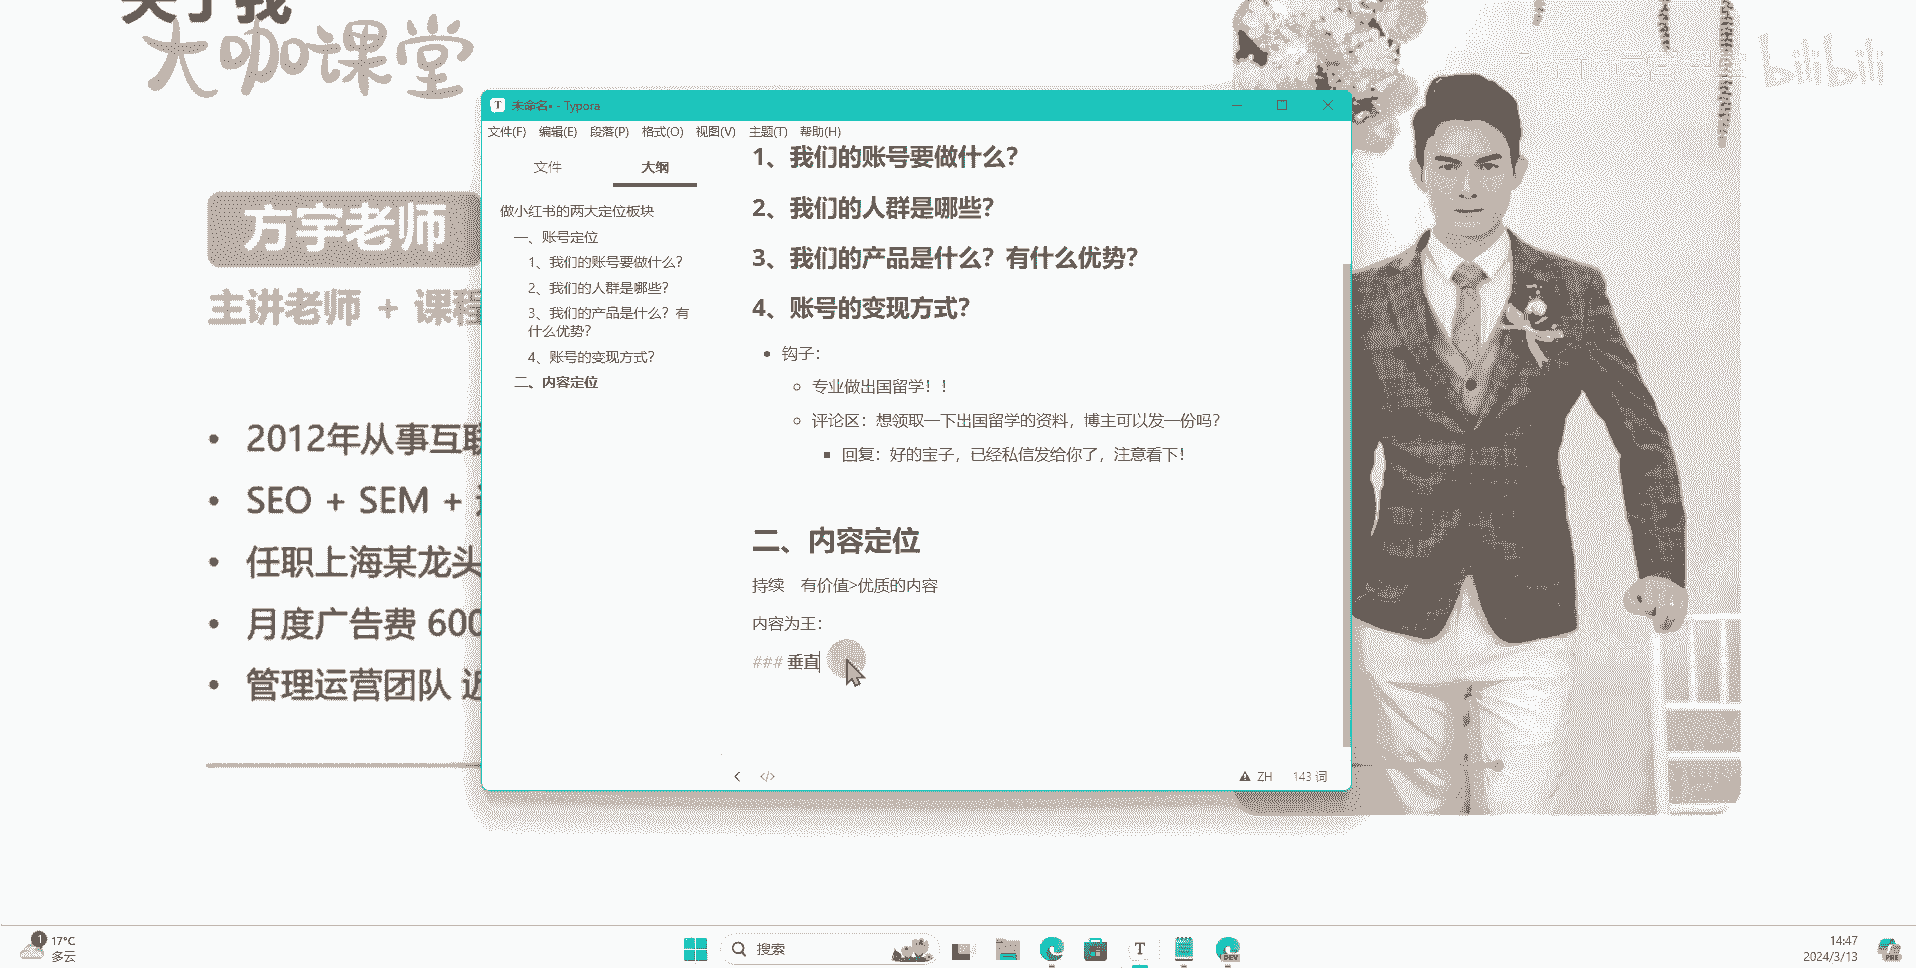 关于我
大咖课堂
bilibili
方宇老师
主讲老师 + 课程
2012年从事互联
SEO + SEM +
任职上海某龙头
月度广告费 600
管理运营团队 近
未命名• - Typora
文件(F) 编辑(E) 段落(P) 格式(O) 视图(V) 主题(T) 帮助(H)
文件 大纲
做小红书的两大定位板块
一、账号定位
1、我们的账号要做什么？
2、我们的人群是哪些？
3、我们的产品是什么？有
什么优势？
4、账号的变现方式？
二、内容定位
1、我们的账号要做什么？
2、我们的人群是哪些？
3、我们的产品是什么？有什么优势？
4、账号的变现方式？
钩子：
专业做出国留学！！
评论区：想领取一下出国留学的资料，博主可以发一份吗？
回复：好的宝子，已经私信发给你了，注意看下！
二、内容定位
持续 有价值>优质的内容
内容为王：
### 垂直
ZH 143 词
1
17°C
多云
搜索
T
DEV
14:47
2024/3/13
PRE